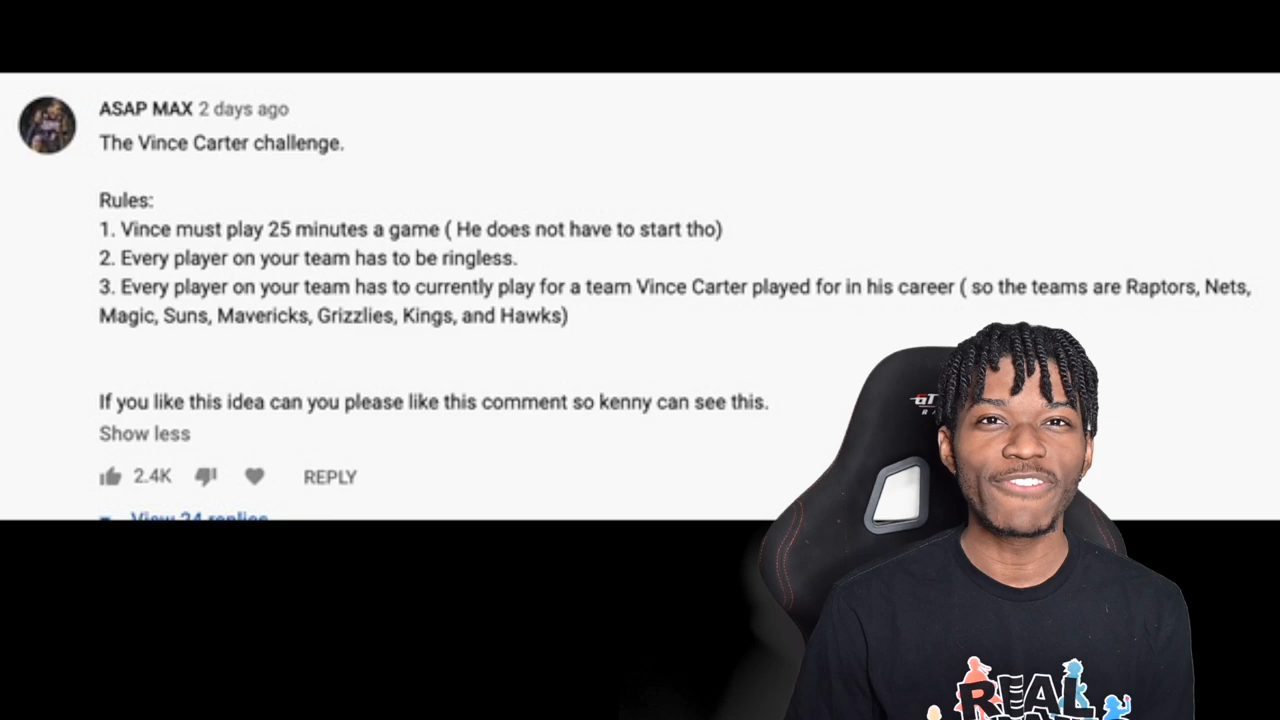 ASAP MAX 2 days ago
The Vince Carter challenge.
Rules:
1. Vince must play 25 minutes a game ( He does not have to start tho)
2. Every player on your team has to be ringless.
3. Every player on your team has to currently play for a team Vince Carter played for in his career ( so the teams are Raptors, Nets,
Magic, Suns, Mavericks, Grizzlies, Kings, and Hawks)
If you like this idea can you please like this comment so kenny can see this.
Show less
2.4K REPLY
View 24 replies
GT
REAL